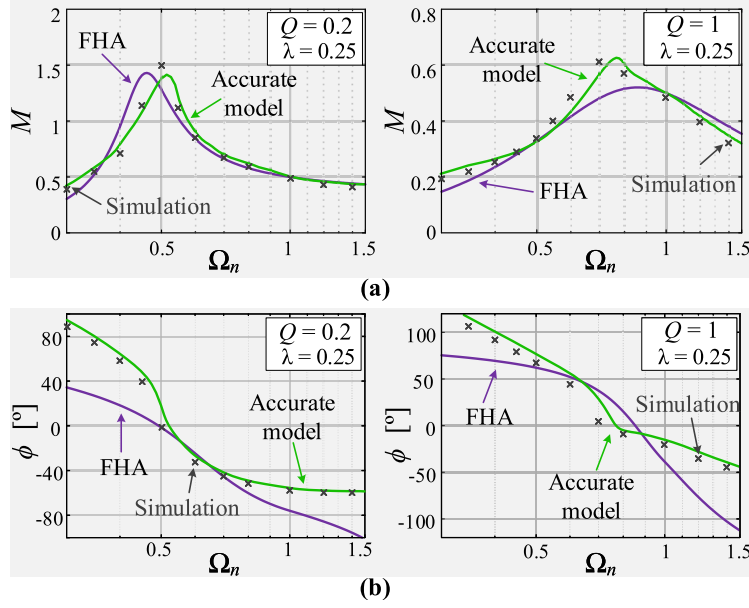 2
1.5
1
0.5
0
M
FHA
Accurate
model
Simulation
Q = 0.2
λ = 0.25
0.5
1
1.5
Ωn
0.8
0.6
0.4
0.2
0
M
Accurate
model
FHA
Simulation
Q = 1
λ = 0.25
0.5
1
1.5
Ωn
(a)
80
40
0
-40
-80
ϕ [º]
FHA
Simulation
Accurate
model
Q = 0.2
λ = 0.25
0.5
1
1.5
Ωn
100
50
0
-50
-100
ϕ [º]
FHA
Simulation
Accurate
model
Q = 1
λ = 0.25
0.5
1
1.5
Ωn
(b)